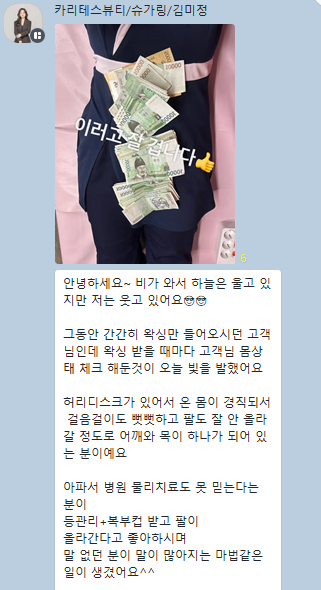 카리테스뷰티/슈가링/김미정
이러고 잘 겁니다👍
6
안녕하세요~ 비가 와서 하늘은 울고 있
지만 저는 웃고 있어요😎😎
그동안 간간히 왁싱만 들어오시던 고객
님인데 왁싱 받을 때마다 고객님 몸상
태 체크 해둔것이 오늘 빛을 발했어요
허리디스크가 있어서 온 몸이 경직되서
걸음걸이도 뻣뻣하고 팔도 잘 안 올라
갈 정도로 어깨와 목이 하나가 되어 있
는 분이예요
아파서 병원 물리치료도 못 믿는다는
분이
등관리+복부컵 받고 팔이
올라간다고 좋아하시며
말 없던 분이 말이 많아지는 마법같은
일이 생겼어요^^